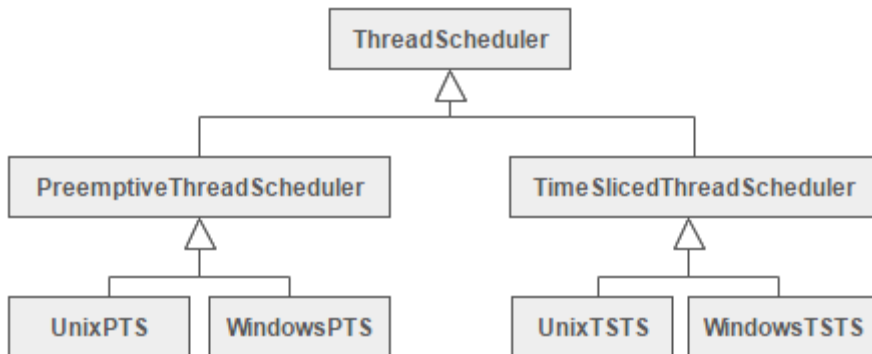 ThreadScheduler
PreemptiveThreadScheduler
TimeSlicedThreadScheduler
UnixPTS
WindowsPTS
UnixTSTS
WindowsTSTS